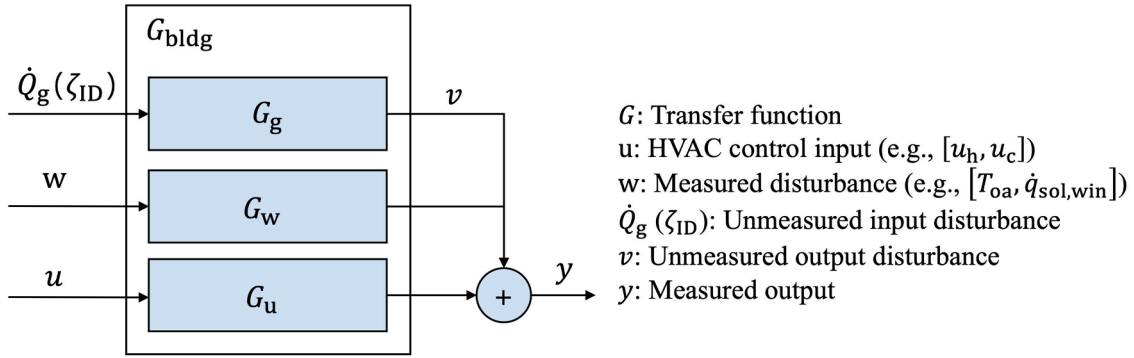 G_bldg
Q̇_g(ζ_ID)
G_g
v
w
G_w
u
G_u
+
y
G: Transfer function
u: HVAC control input (e.g., [u_h, u_c])
w: Measured disturbance (e.g., [T_oa, q̇_sol,win])
Q̇_g (ζ_ID): Unmeasured input disturbance
v: Unmeasured output disturbance
y: Measured output